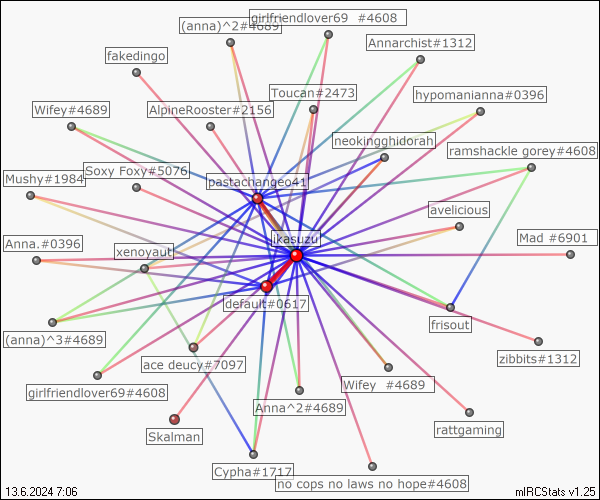 girlfriendlover69  #4608
(anna)^2#4689
Annarchist#1312
fakedingo
Toucan#2473
hypomanianna#0396
Wifey#4689
AlpineRooster#2156
neokingghidorah
ramshackle gorey#4608
Soxy Foxy#5076
Mushy#1984
pastachangeo41
avelicious
ikasuzu
Mad #6901
Anna.#0396
xenoyaut
default#0617
frisout
(anna)^3#4689
zibbits#1312
ace deucy#7097
girlfriendlover69#4608
Wifey  #4689
Anna^2#4689
rattgaming
Skalman
Cypha#1717
no cops no laws no hope#4608
13.6.2024 7:06
mIRCStats v1.25